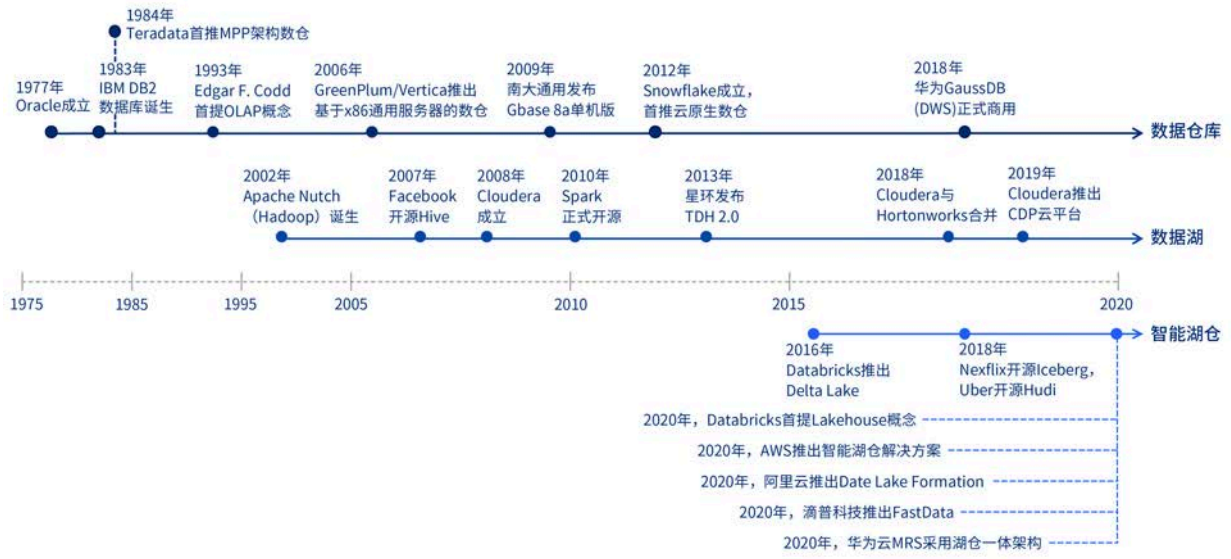 1984年
Teradata首推MPP架构数仓
1977年
Oracle成立
1983年
IBM DB2
数据库诞生
1993年
Edgar F. Codd
首提OLAP概念
2006年
GreenPlum/Vertica推出
基于x86通用服务器的数仓
2009年
南大通用发布
Gbase 8a单机版
2012年
Snowflake成立，
首推云原生数仓
2018年
华为GaussDB
(DWS)正式商用
数据仓库
2002年
Apache Nutch
（Hadoop）诞生
2007年
Facebook
开源Hive
2008年
Cloudera
成立
2010年
Spark
正式开源
2013年
星环发布
TDH 2.0
2018年
Cloudera与
Hortonworks合并
2019年
Cloudera推出
CDP云平台
数据湖
1975
1985
1995
2005
2010
2015
2020
智能湖仓
2016年
Databricks推出
Delta Lake
2018年
Nexflix开源Iceberg，
Uber开源Hudi
2020年，Databricks首提Lakehouse概念
2020年，AWS推出智能湖仓解决方案
2020年，阿里云推出Date Lake Formation
2020年，滴普科技推出FastData
2020年，华为云MRS采用湖仓一体架构